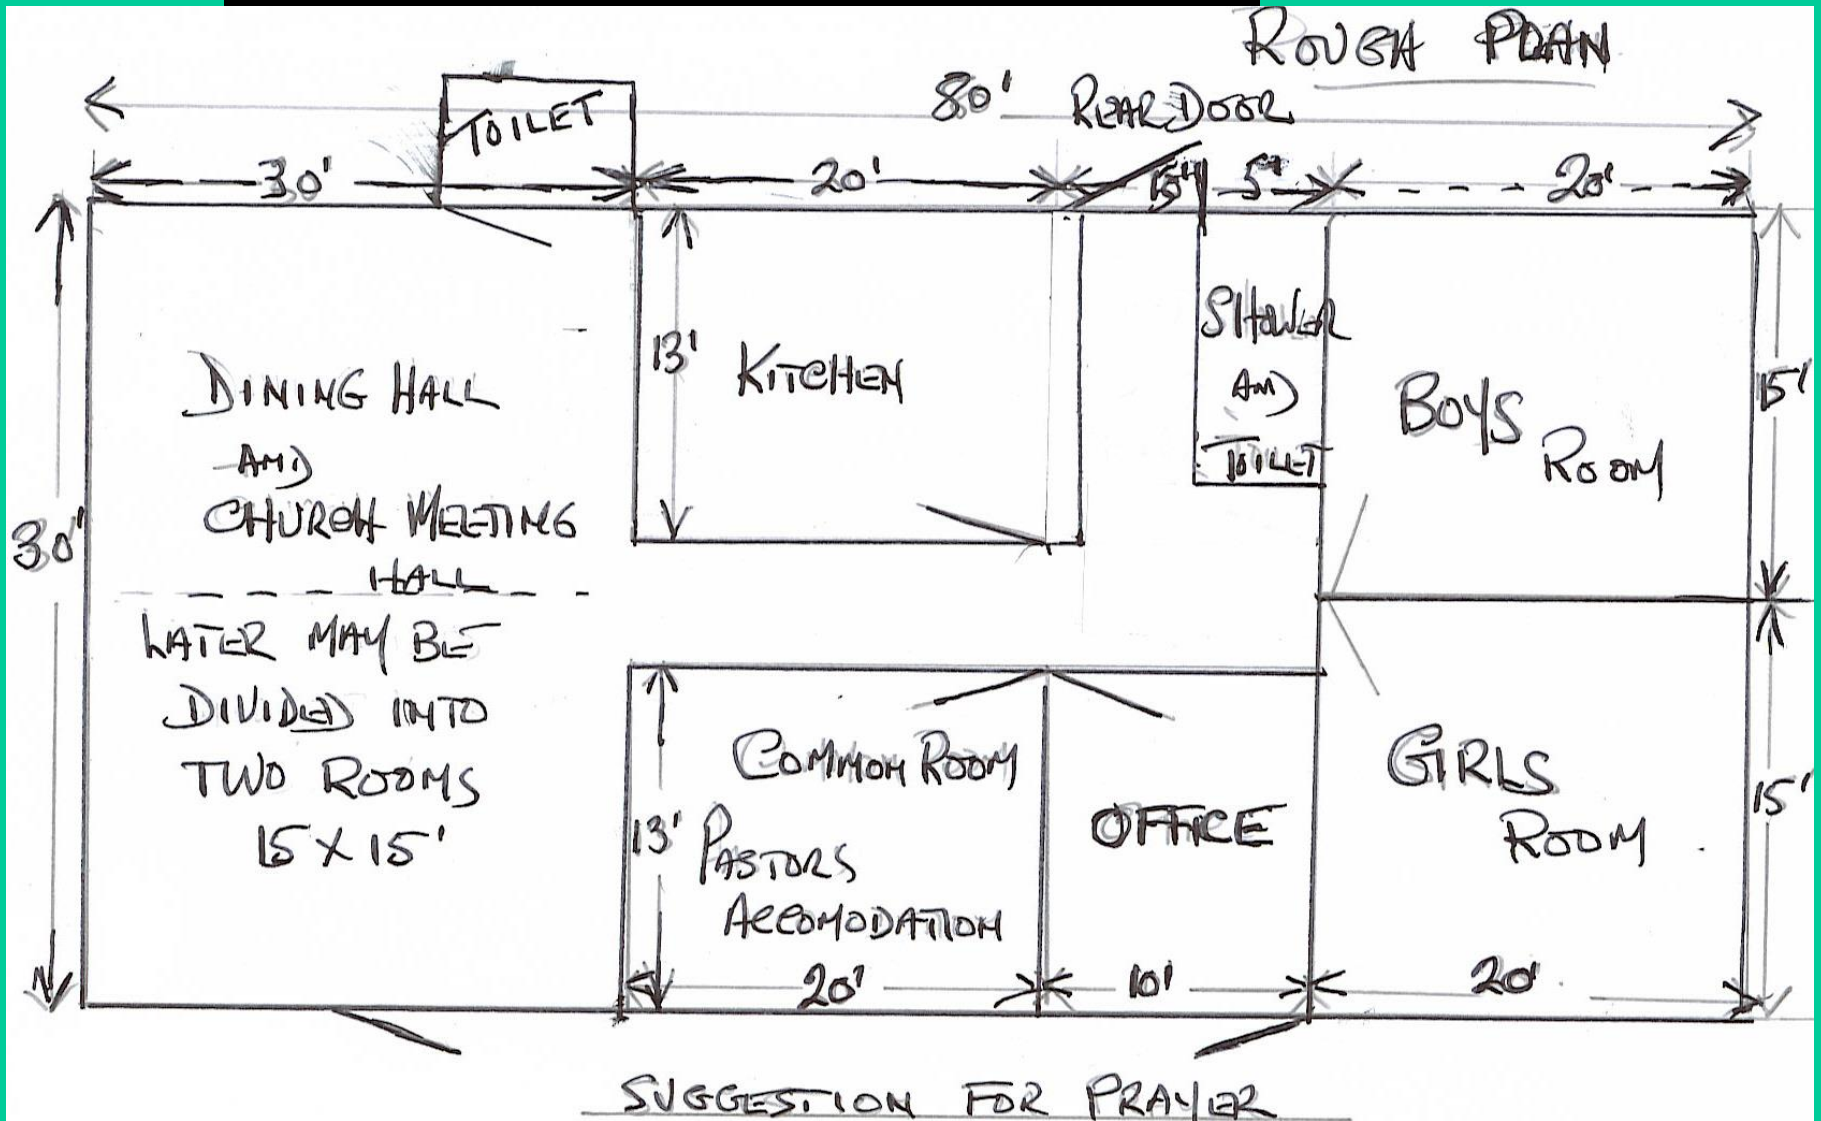 ROUGH PLAN
80'
REAR DOOR
TOILET
30'
20'
5'
20'
DINING HALL
AND
CHURCH MEETING
HALL
LATER MAY BE
DIVIDED INTO
TWO ROOMS
15 X 15'
30'
13'
KITCHEN
SHOWER
AND
TOILET
BOYS
ROOM
15'
COMMON ROOM
PASTORS
ACCOMODATION
13'
20'
OFFICE
10'
GIRLS
ROOM
15'
20'
SUGGESTION FOR PRAYER